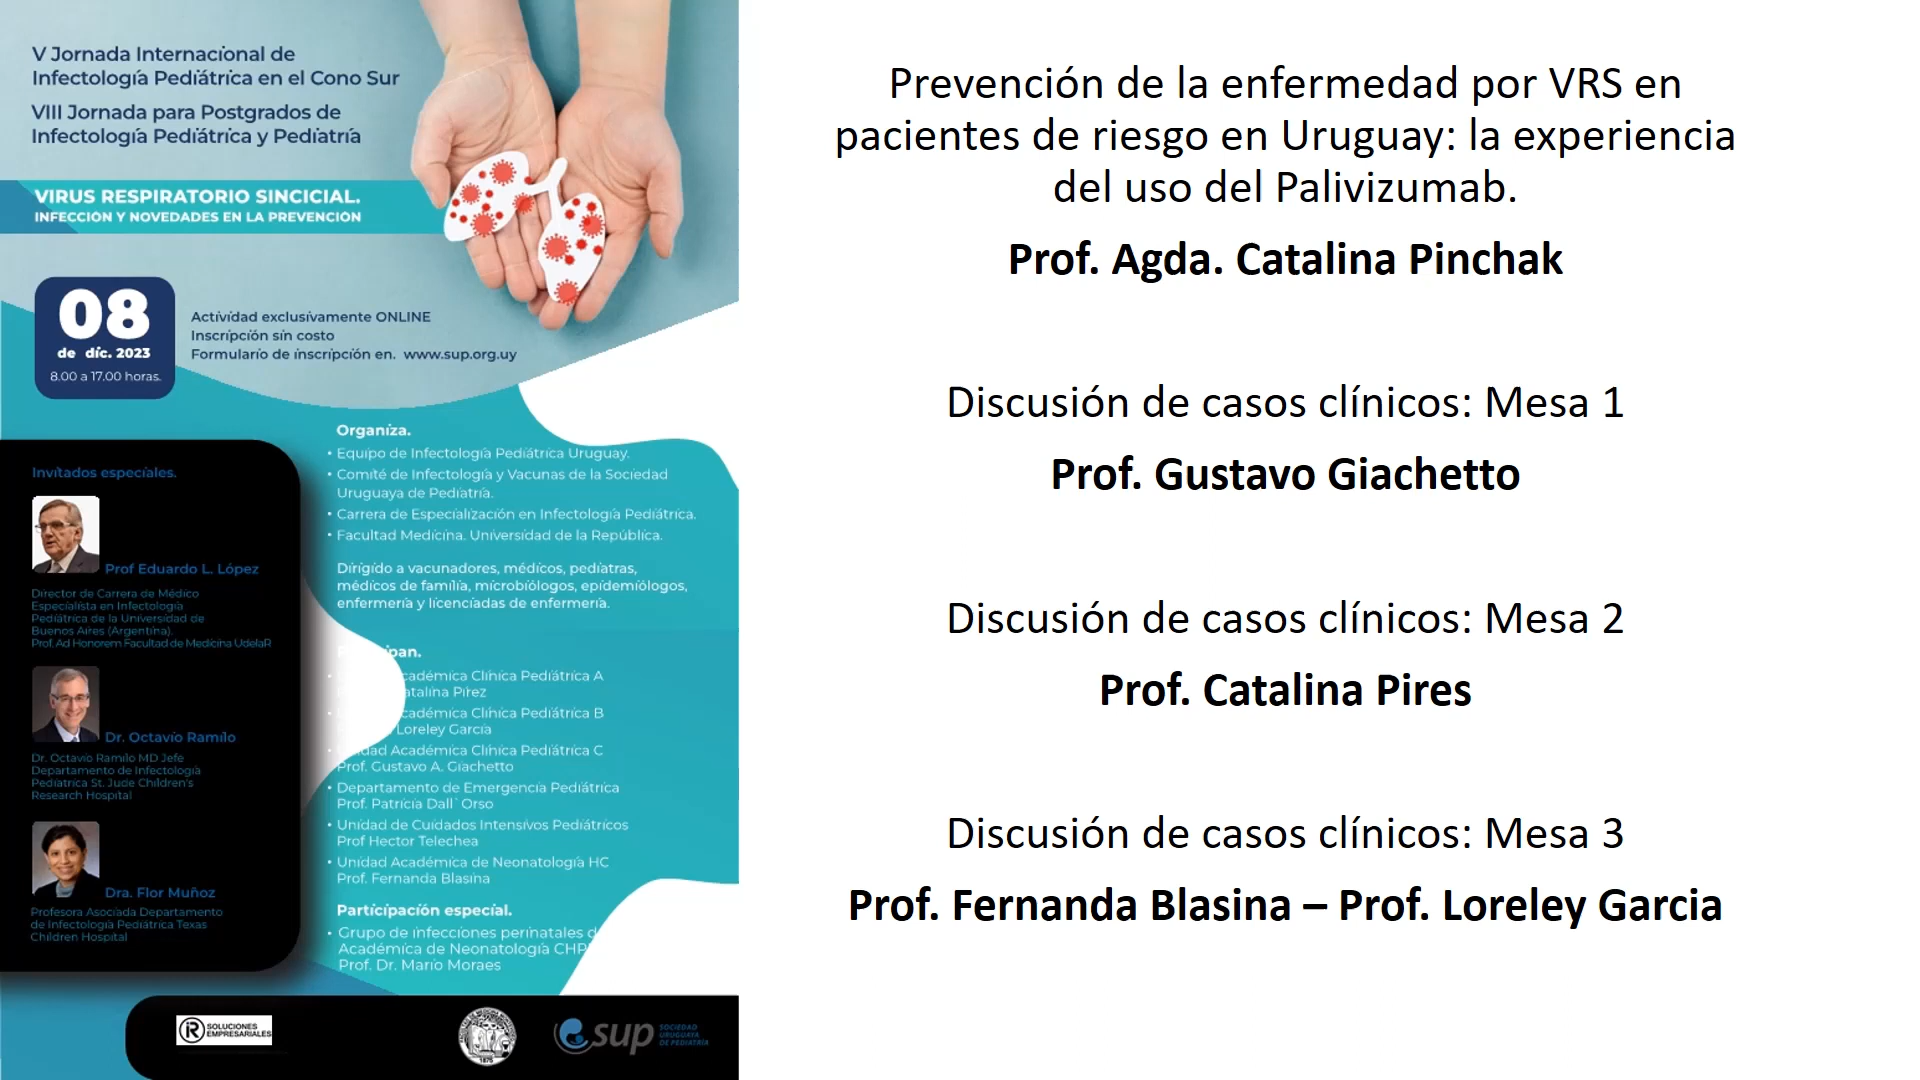 V Jornada Internacional de
Infectología Pediátrica en el Cono Sur
VIII Jornada para Postgrados de
Infectología Pediátrica y Pediatría
VIRUS RESPIRATORIO SINCICIAL.
INFECCIÓN Y NOVEDADES EN LA PREVENCIÓN
08
de dic. 2023
8.00 a 17.00 horas.
Actividad exclusivamente ONLINE
Inscripción sin costo
Formulario de inscripción en. www.sup.org.uy
Organiza.
• Equipo de Infectología Pediátrica Uruguay.
• Comité de Infectología y Vacunas de la Sociedad
Uruguaya de Pediatría.
• Carrera de Especialización en Infectología Pediátrica.
• Facultad Medicina. Universidad de la República.
Dirigido a vacunadores, médicos, pediatras,
médicos de familia, microbiólogos, epidemiólogos,
enfermería y licenciadas de enfermería.
Invitados especiales.
Prof Eduardo L. López
Director de Carrera de Médico
Especialista en Infectología
Pediátrica de la Universidad de
Buenos Aires (Argentina).
Prof. Ad Honorem Facultad de Medicina UdelaR
Dr. Octavio Ramilo
Dr. Octavio Ramilo MD Jefe
Departamento de Infectología
Pediatrica St. Jude Children's
Research Hospital
Dra. Flor Muñoz
Profesora Asociada Departamento
de Infectología Pediátrica Texas
Children Hospital
Clínica Pediátrica A
Pírez
Clínica Pediátrica B
Loreley García
• Unidad Académica Clínica Pediátrica C
Prof. Gustavo A. Giachetto
• Departamento de Emergencia Pediátrica
Prof. Patricia Dall`Orso
• Unidad de Cuidados Intensivos Pediátricos
Prof Hector Telechea
• Unidad Académica de Neonatología HC
Prof. Fernanda Blasina
Participación especial.
• Grupo de infecciones perinatales
Académica de Neonatología
Prof. Dr. Mario Moraes
iR SOLUCIONES
EMPRESARIALES
1875
sup SOCIEDAD
URUGUAYA
DE PEDIATRÍA
Prevención de la enfermedad por VRS en
pacientes de riesgo en Uruguay: la experiencia
del uso del Palivizumab.
Prof. Agda. Catalina Pinchak
Discusión de casos clínicos: Mesa 1
Prof. Gustavo Giachetto
Discusión de casos clínicos: Mesa 2
Prof. Catalina Pires
Discusión de casos clínicos: Mesa 3
Prof. Fernanda Blasina – Prof. Loreley Garcia